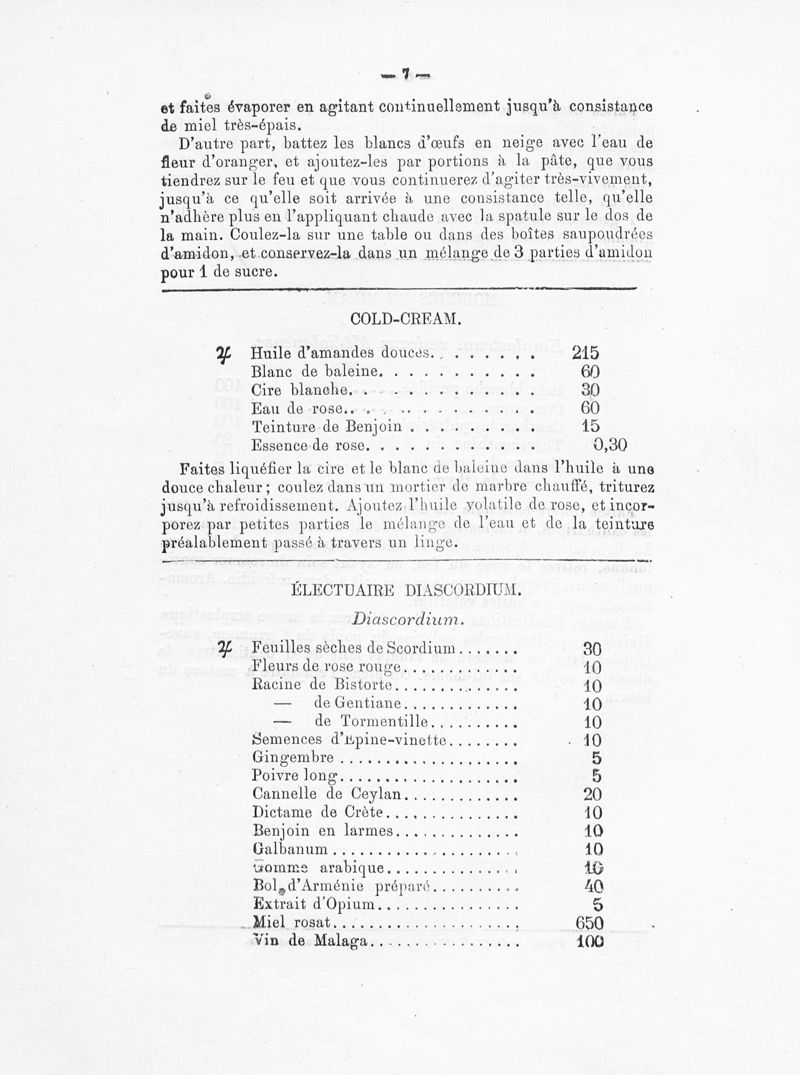 — 7 —
et faites évaporer en agitant continuellement jusqu'à consistance
de miel très-épais.
D'autre part, battez les blancs d'œufs en neige avec l'eau de
fleur d'oranger, et ajoutez-les par portions à la pâte, que vous
tiendrez sur le feu et que vous continuerez d'agiter très-vivement,
jusqu'à ce qu'elle soit arrivée à une consistance telle, qu'elle
n'adhère plus en l'appliquant chaude avec la spatule sur le dos de
la main. Coulez-la sur une table ou dans des boîtes saupoudrées
d'amidon, et conservez-la dans un mélange de 3 parties d'amidon
pour 1 de sucre.
COLD-CREAM.
♃ Huile d'amandes douces. . . . . . . 215
Blanc de baleine. . . . . . . . . . . 60
Cire blanche. . . . . . . . . . . . . 30
Eau de rose. . . . . . . . . . . . . 60
Teinture de Benjoin . . . . . . . . . 15
Essence de rose. . . . . . . . . . . . 0,30
Faites liquéfier la cire et le blanc de baleine dans l'huile à une
douce chaleur; coulez dans un mortier de marbre chauffé, triturez
jusqu'à refroidissement. Ajoutez l'huile volatile de rose, et incor-
porez par petites parties le mélange de l'eau et de la teinture
préalablement passé à travers un linge.
ÉLECTUAIRE DIASCORDIUM.
Diascordium.
♃ Feuilles sèches de Scordium . . . . . . . 30
Fleurs de rose rouge. . . . . . . . . . . . . 10
Racine de Bistorte. . . . . . . . . . . . . . 10
— de Gentiane. . . . . . . . . . . . . 10
— de Tormentille. . . . . . . . . . 10
Semences d'Epine-vinette. . . . . . . . 10
Gingembre . . . . . . . . . . . . . . . . . . . 5
Poivre long. . . . . . . . . . . . . . . . . . . 5
Cannelle de Ceylan. . . . . . . . . . . . . 20
Dictame de Crète. . . . . . . . . . . . . . . 10
Benjoin en larmes. . . . . . . . . . . . . . 10
Galbanum . . . . . . . . . . . . . . . . . . . . 10
Gomme arabique. . . . . . . . . . . . . . . 10
Bol d'Arménie préparé. . . . . . . . . . 40
Extrait d'Opium. . . . . . . . . . . . . . . . 5
Miel rosat. . . . . . . . . . . . . . . . . . . . . 650
Vin de Malaga. . . . . . . . . . . . . . . . . 100